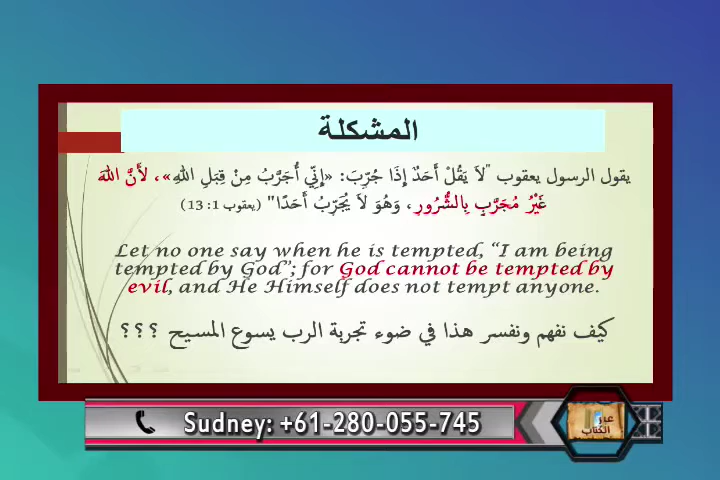 المشكلة
يقول الرسول يعقوب "لاَ يَقُلْ أَحَدٌ إِذَا جُرِّبَ: «إِنِّي أُجَرَّبُ مِنْ قِبَلِ اللهِ»، لأَنَّ اللهَ
غَيْرُ مُجَرَّبٍ بِالشُّرُورِ، وَهُوَ لاَ يُجَرِّبُ أَحَدًا" (يعقوب 1: 13)
Let no one say when he is tempted, “I am being
tempted by God”; for God cannot be tempted by
evil, and He Himself does not tempt anyone.
كيف نفهم ونفسر هذا في ضوء تجربة الرب يسوع المسيح ؟؟؟
Sudney: +61-280-055-745
الكتاب